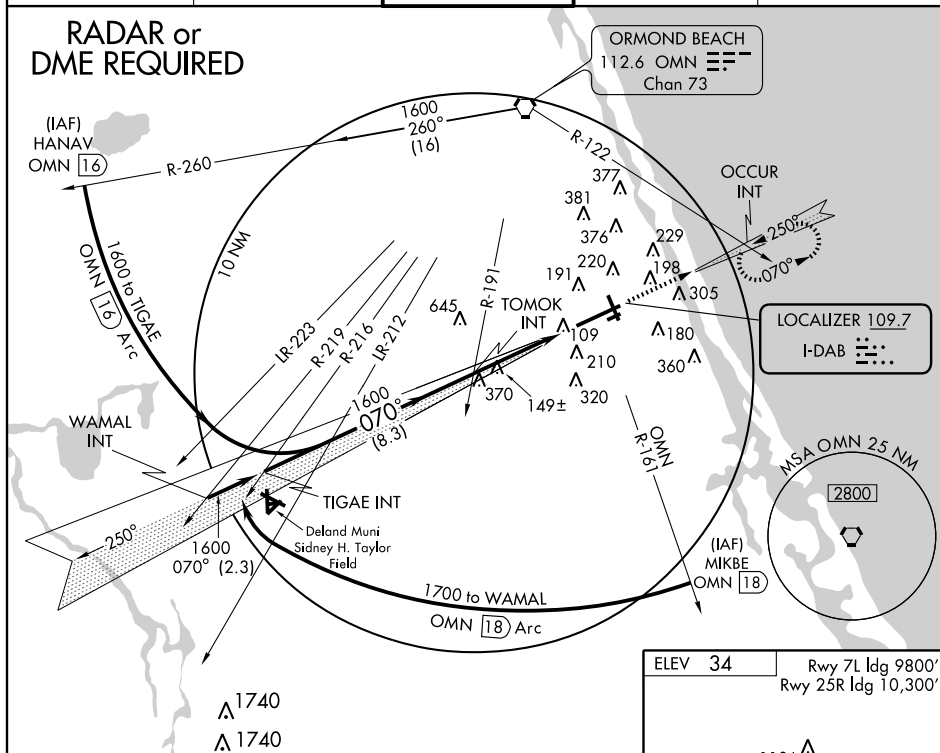 RADAR or
DME REQUIRED
ORMOND BEACH
112.6 OMN
Chan 73
(IAF)
HANAV
OMN 16
1600
260°
(16)
R-260
R-122
OCCUR
INT
377
381
376
229
220
198
191
305
250°
070°
10 NM
1600 to TIGAE
OMN 16 Arc
LR-223
R-219
R-216
LR-212
R-191
645
TOMOK
INT
109
180
210
360
320
370
149±
LOCALIZER 109.7
I-DAB
1600
070°
(8.3)
WAMAL
INT
OMN
R-161
MSA OMN 25 NM
2800
TIGAE INT
250°
1600
070° (2.3)
Deland Muni
Sidney H. Taylor
Field
(IAF)
MIKBE
OMN 18
1700 to WAMAL
OMN 18 Arc
ELEV 34
Rwy 7L ldg 9800'
Rwy 25R ldg 10,300'
1740
1740